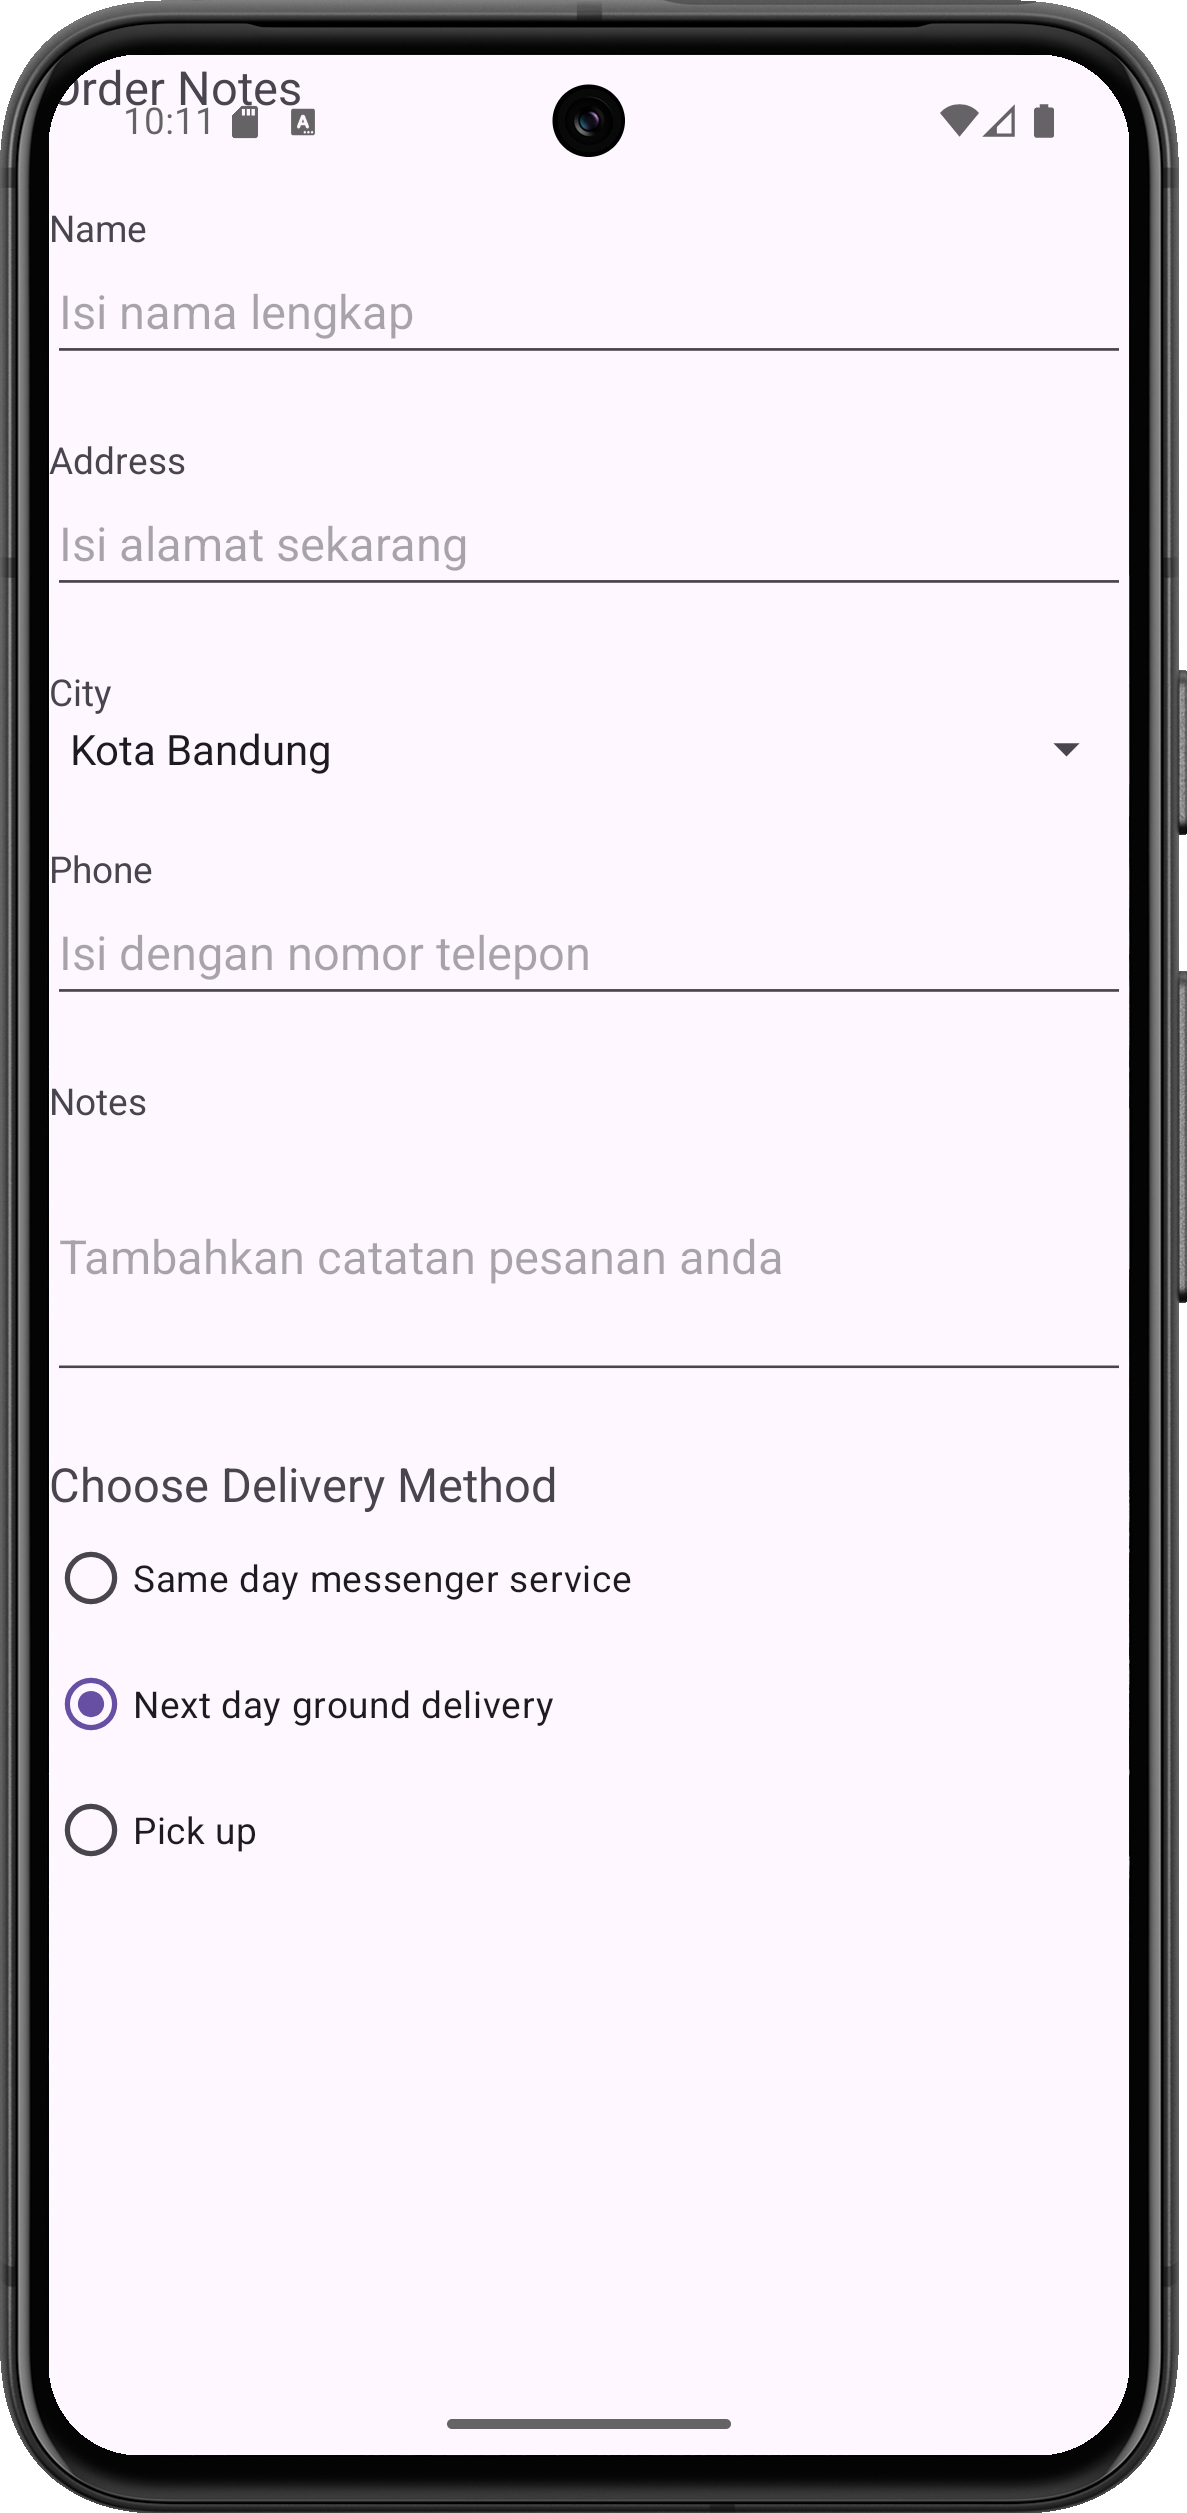 Order Notes
10:11
Name
Isi nama lengkap
Address
Isi alamat sekarang
City
Kota Bandung
Phone
Isi dengan nomor telepon
Notes
Tambahkan catatan pesanan anda
Choose Delivery Method
Same day messenger service
Next day ground delivery
Pick up